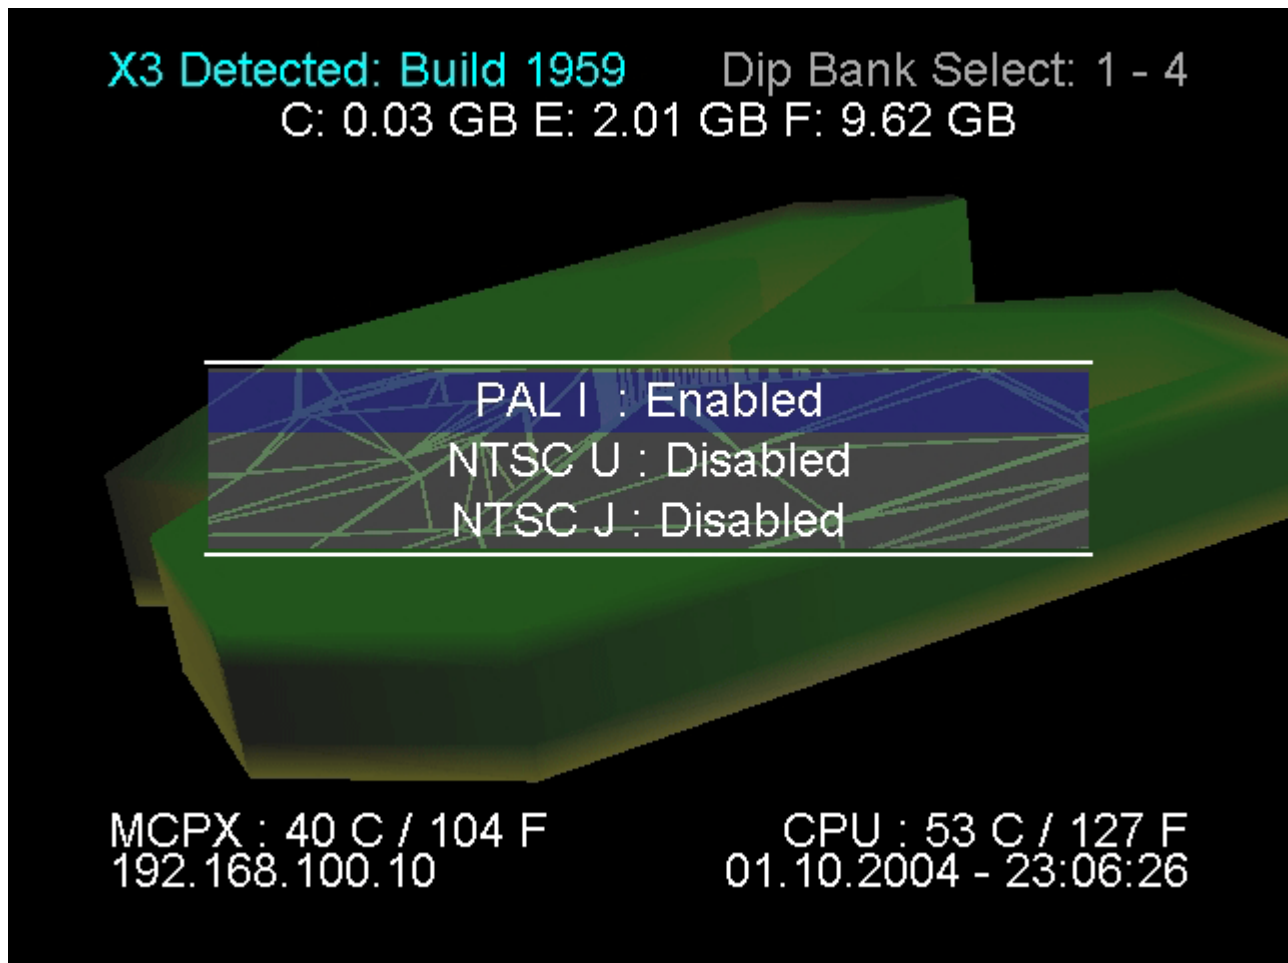 X3 Detected: Build 1959 Dip Bank Select: 1 - 4
C: 0.03 GB E: 2.01 GB F: 9.62 GB
PAL I : Enabled
NTSC U : Disabled
NTSC J : Disabled
MCPX : 40 C / 104 F CPU : 53 C / 127 F
192.168.100.10 01.10.2004 - 23:06:26